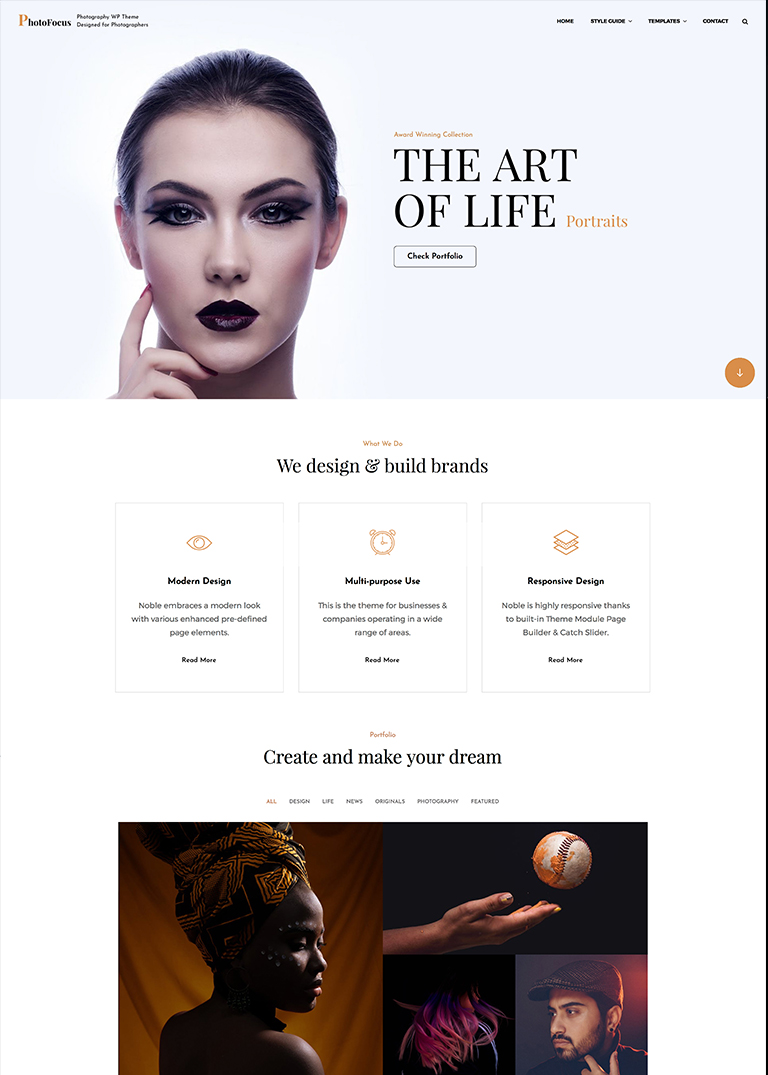 PhotoFocus
Photography WP Theme
Designed for Photographers
HOME STYLE GUIDE TEMPLATES CONTACT
Award Winning Collection
THE ART
OF LIFE Portraits
Check Portfolio
What We Do
We design & build brands
Modern Design
Noble embraces a modern look
with various enhanced pre-defined
page elements.
Read More
Multi-purpose Use
This is the theme for businesses &
companies operating in a wide
range of areas.
Read More
Responsive Design
Noble is highly responsive thanks
to built-in Theme Module Page
Builder & Catch Slider.
Read More
Portfolio
Create and make your dream
ALL DESIGN LIFE NEWS ORIGINALS PHOTOGRAPHY FEATURED